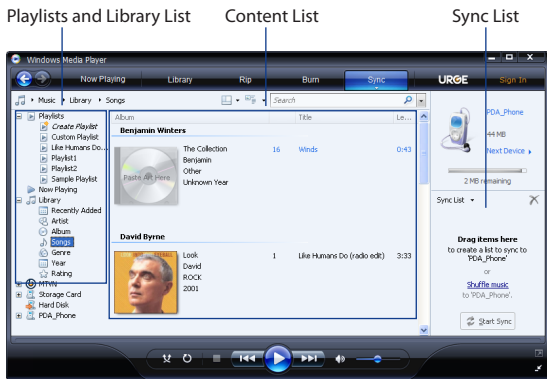 Playlists and Library List Content List Sync List
Windows Media Player
Now Playing Library Rip Burn Sync URGE Sign In
Music Library Songs Search
Playlists
Create Playlist
Custom Playlist
Like Humans Do...
Playlist1
Playlist2
Sample Playlist
Now Playing
Library
Recently Added
Artist
Album
Songs
Genre
Year
Rating
MTVN
Storage Card
Hard Disk
PDA_Phone
Album Title Le...
Benjamin Winters
Paste Art Here
The Collection 16 Winds 0:43
Benjamin
Other
Unknown Year
David Byrne
Look 1 Like Humans Do (radio edit) 3:33
David
ROCK
2001
PDA_Phone
44 MB
Next Device
2 MB remaining
Sync List
Drag items here
to create a list to sync to
'PDA_Phone'
or
Shuffle music
to 'PDA_Phone'.
Start Sync